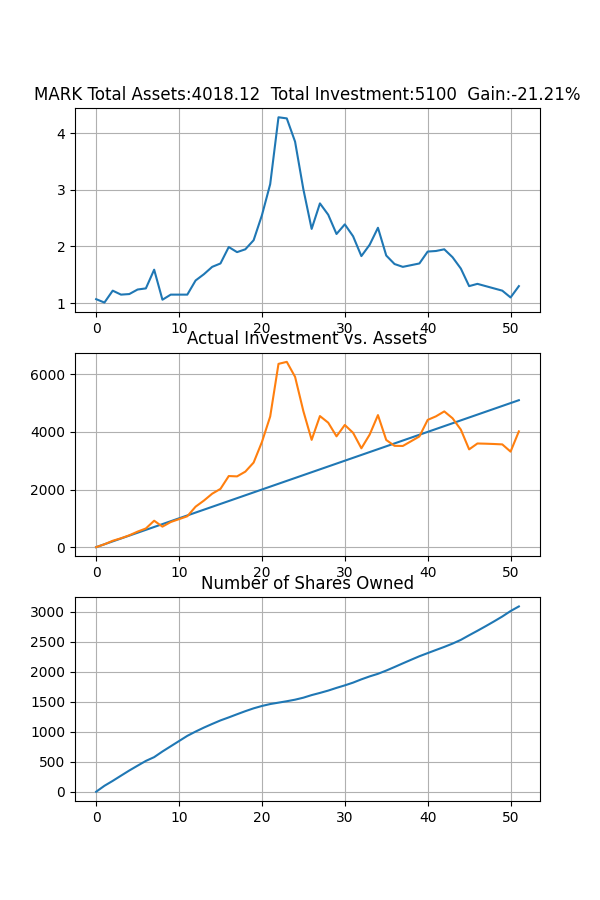 MARK Total Assets:4018.12  Total Investment:5100  Gain:-21.21%
4
3
2
1
0 10 20 30 40 50
Actual Investment vs. Assets
6000
4000
2000
0
0 10 20 30 40 50
Number of Shares Owned
3000
2500
2000
1500
1000
500
0
0 10 20 30 40 50